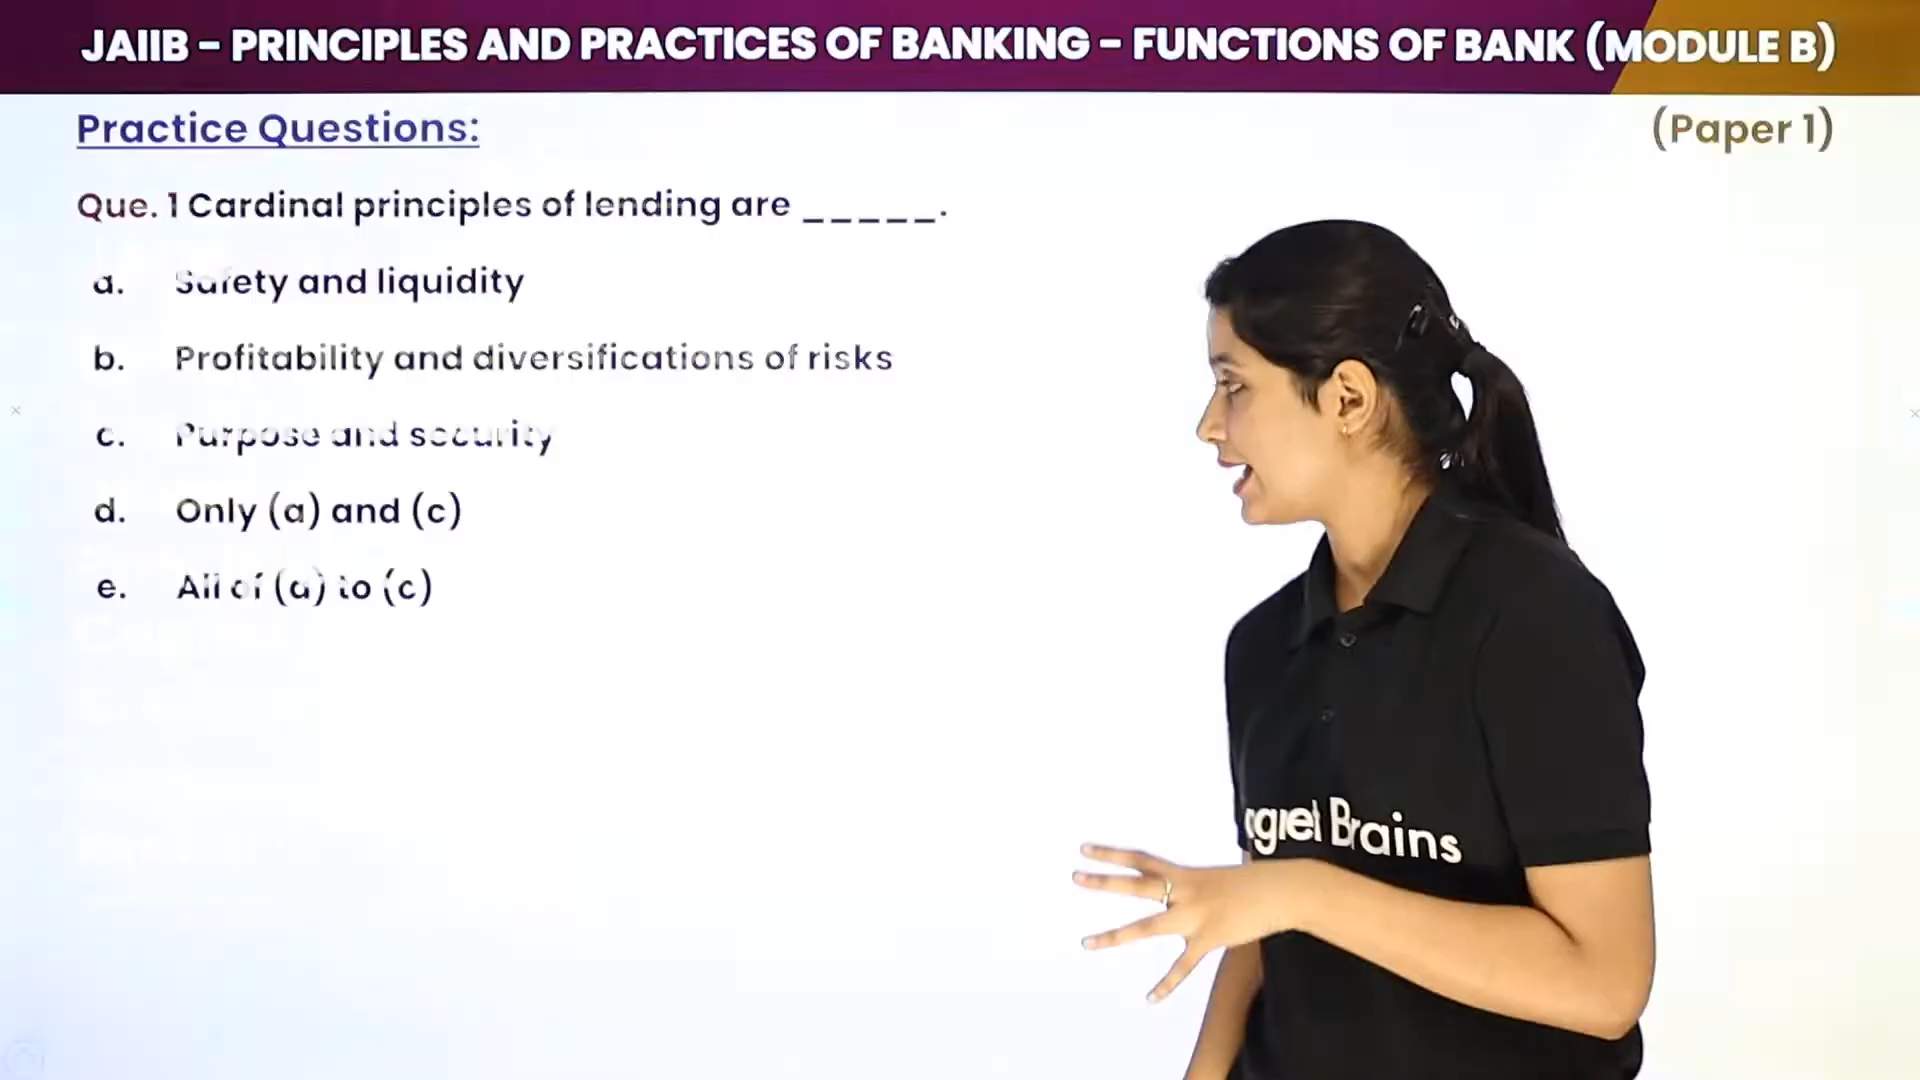 JAIIB – PRINCIPLES AND PRACTICES OF BANKING – FUNCTIONS OF BANK (MODULE B)
Practice Questions:
(Paper 1)
Que. 1 Cardinal principles of lending are _____.
a. Safety and liquidity
b. Profitability and diversifications of risks
c. Purpose and security
d. Only (a) and (c)
e. All of (a) to (c)
Brains